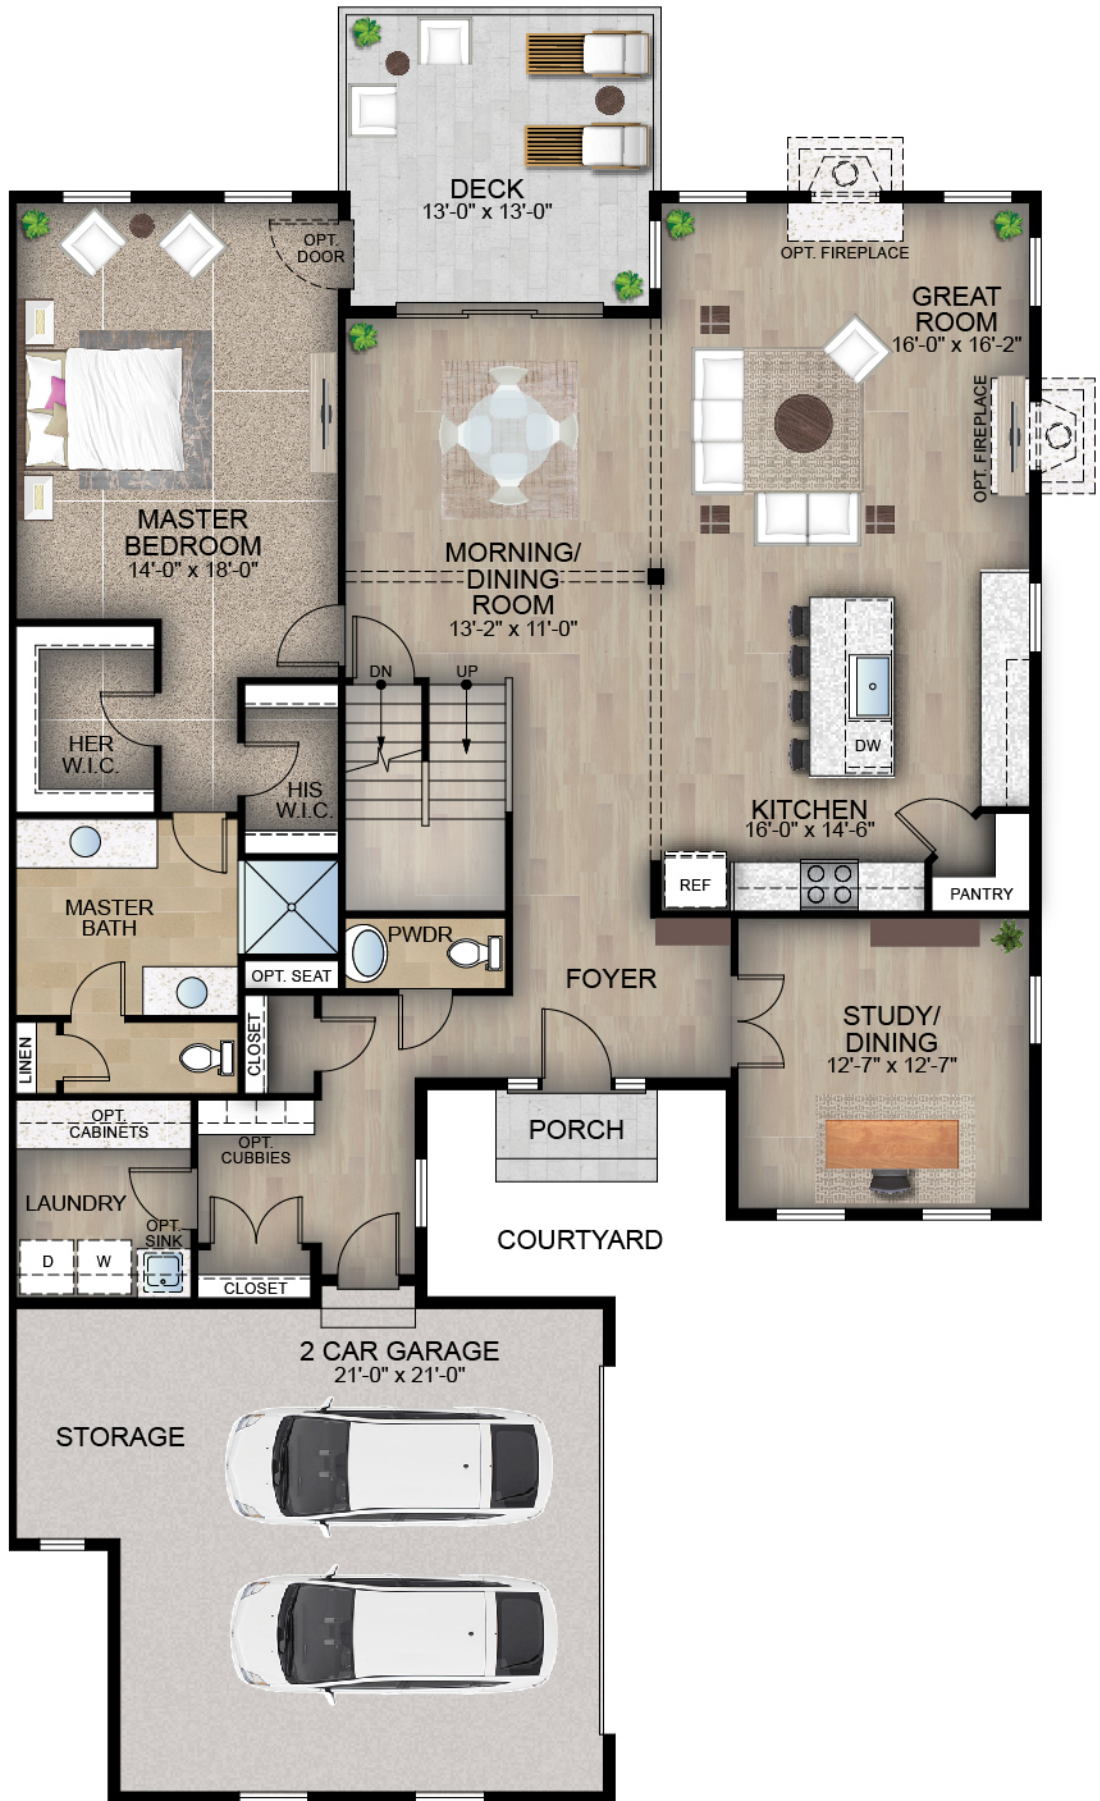 DECK
13'-0" x 13'-0"
OPT.
DOOR
OPT. FIREPLACE
GREAT
ROOM
16'-0" x 16'-2"
OPT. FIREPLACE
MASTER
BEDROOM
14'-0" x 18'-0"
MORNING/
DINING
ROOM
13'-2" x 11'-0"
DN
UP
HER
W.I.C.
HIS
W.I.C.
DW
KITCHEN
16'-0" x 14'-6"
REF
PANTRY
MASTER
BATH
OPT. SEAT
PWDR
FOYER
STUDY/
DINING
12'-7" x 12'-7"
LINEN
CLOSET
OPT.
CABINETS
OPT.
CUBBIES
PORCH
LAUNDRY
OPT.
SINK
D
W
CLOSET
COURTYARD
2 CAR GARAGE
21'-0" x 21'-0"
STORAGE